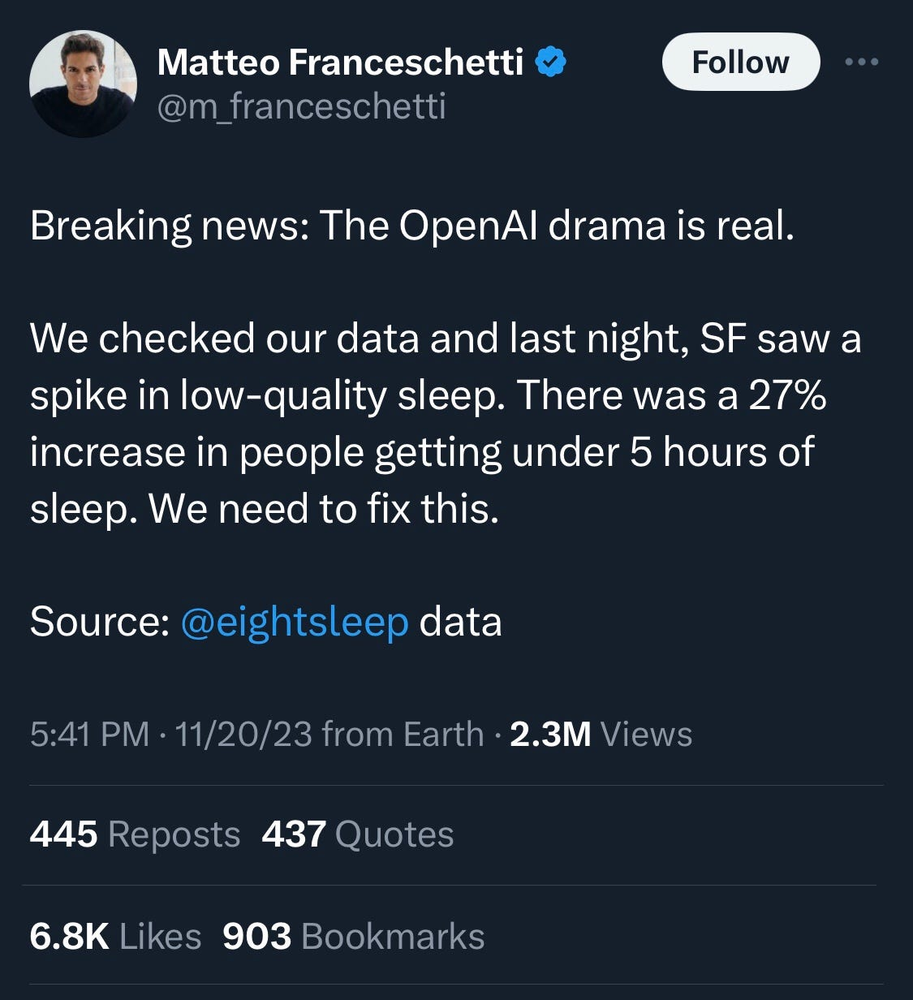 Matteo Franceschetti
Follow
@m_franceschetti
Breaking news: The OpenAI drama is real.
We checked our data and last night, SF saw a
spike in low-quality sleep. There was a 27%
increase in people getting under 5 hours of
sleep. We need to fix this.
Source: @eightsleep data
5:41 PM · 11/20/23 from Earth · 2.3M Views
445 Reposts 437 Quotes
6.8K Likes 903 Bookmarks